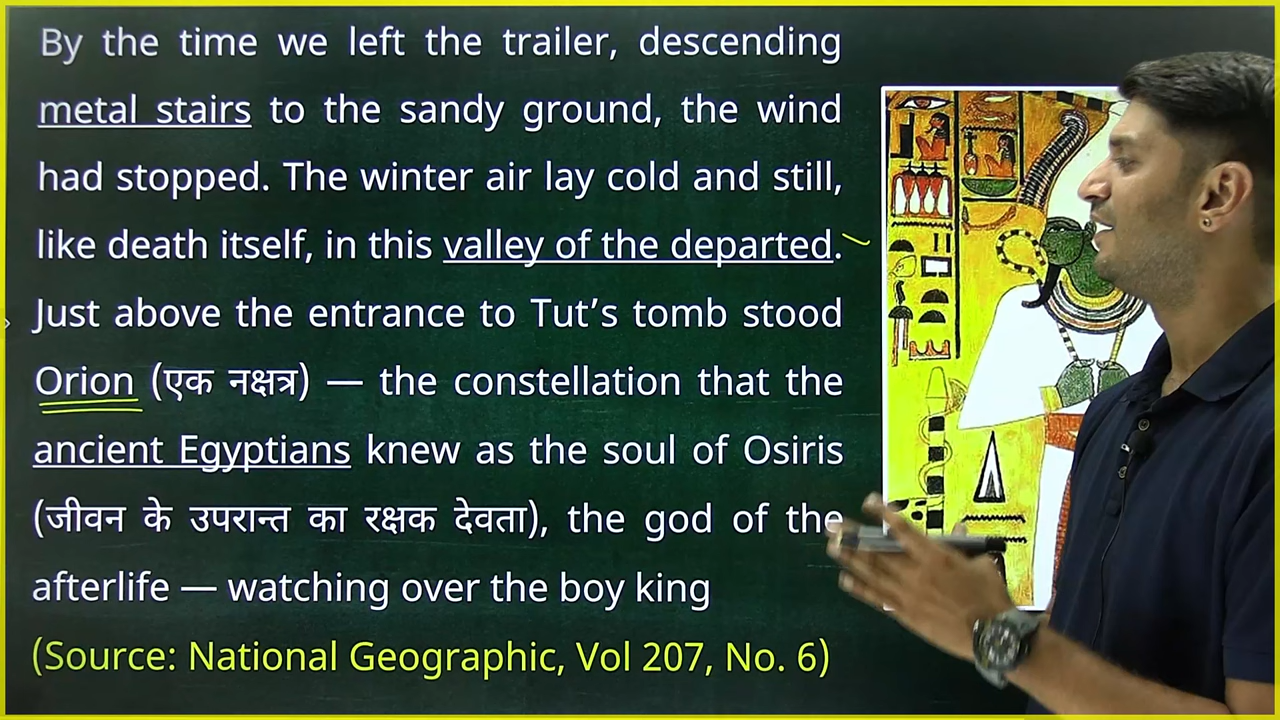 By the time we left the trailer, descending
metal stairs to the sandy ground, the wind
had stopped. The winter air lay cold and still,
like death itself, in this valley of the departed.
Just above the entrance to Tut’s tomb stood
Orion (एक नक्षत्र) — the constellation that the
ancient Egyptians knew as the soul of Osiris
(जीवन के उपरान्त का रक्षक देवता), the god of the
afterlife — watching over the boy king
(Source: National Geographic, Vol 207, No. 6)